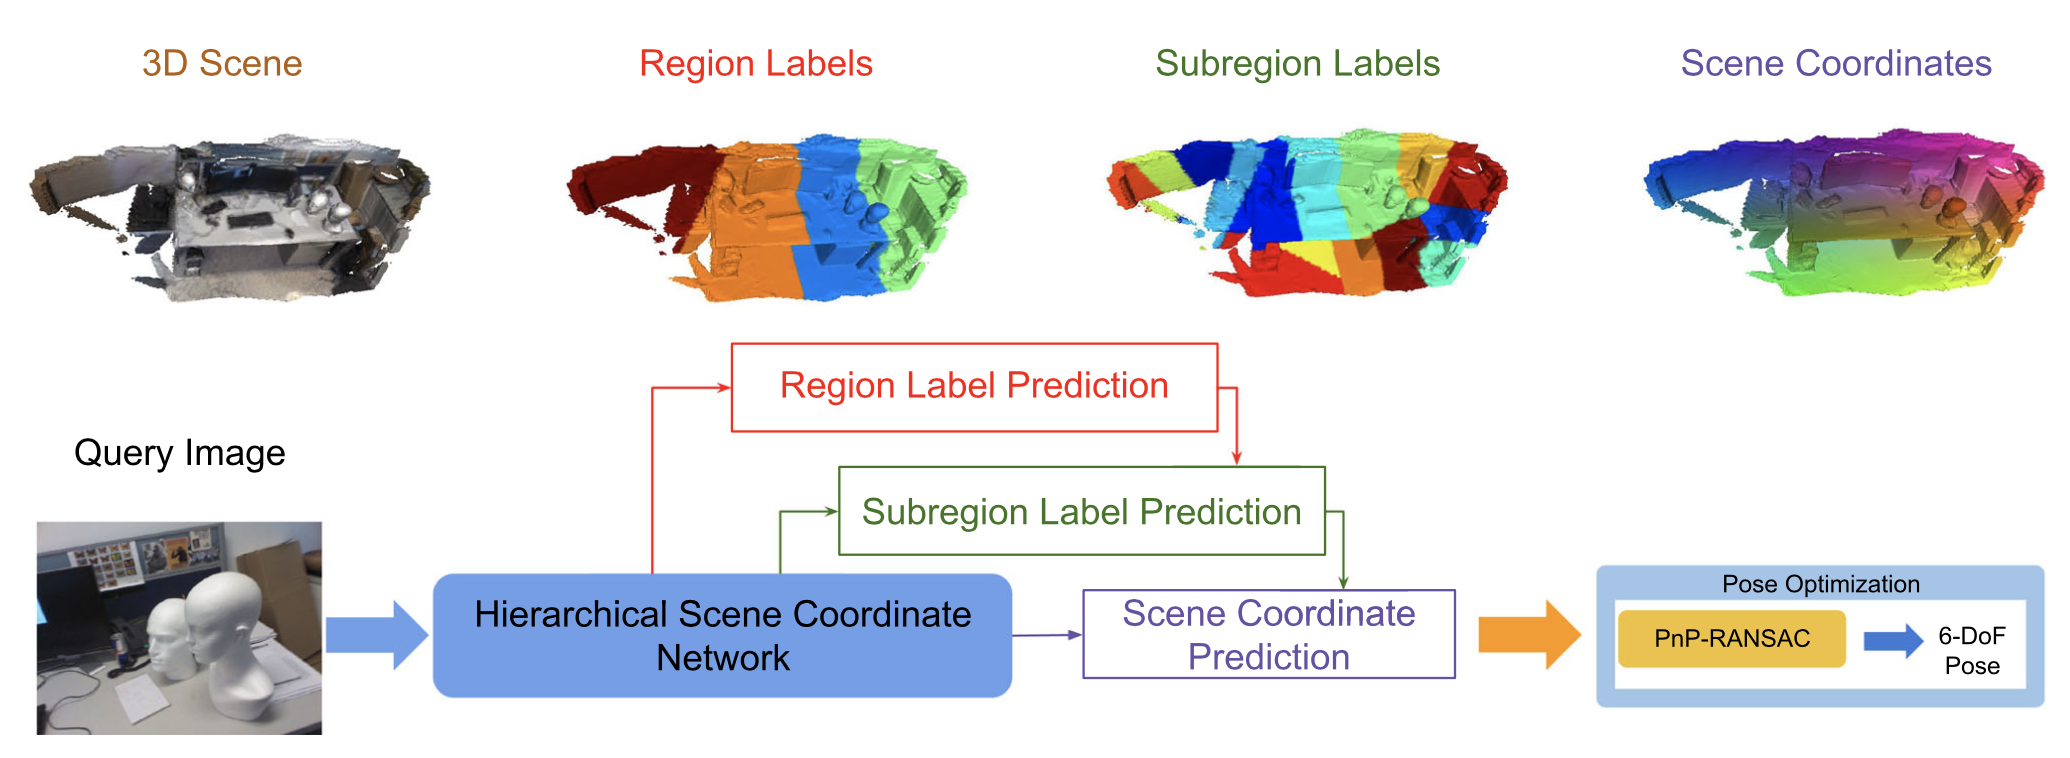 3D Scene
Region Labels
Subregion Labels
Scene Coordinates
Region Label Prediction
Query Image
Subregion Label Prediction
Hierarchical Scene Coordinate
Network
Scene Coordinate
Prediction
Pose Optimization
PnP-RANSAC
6-DoF
Pose